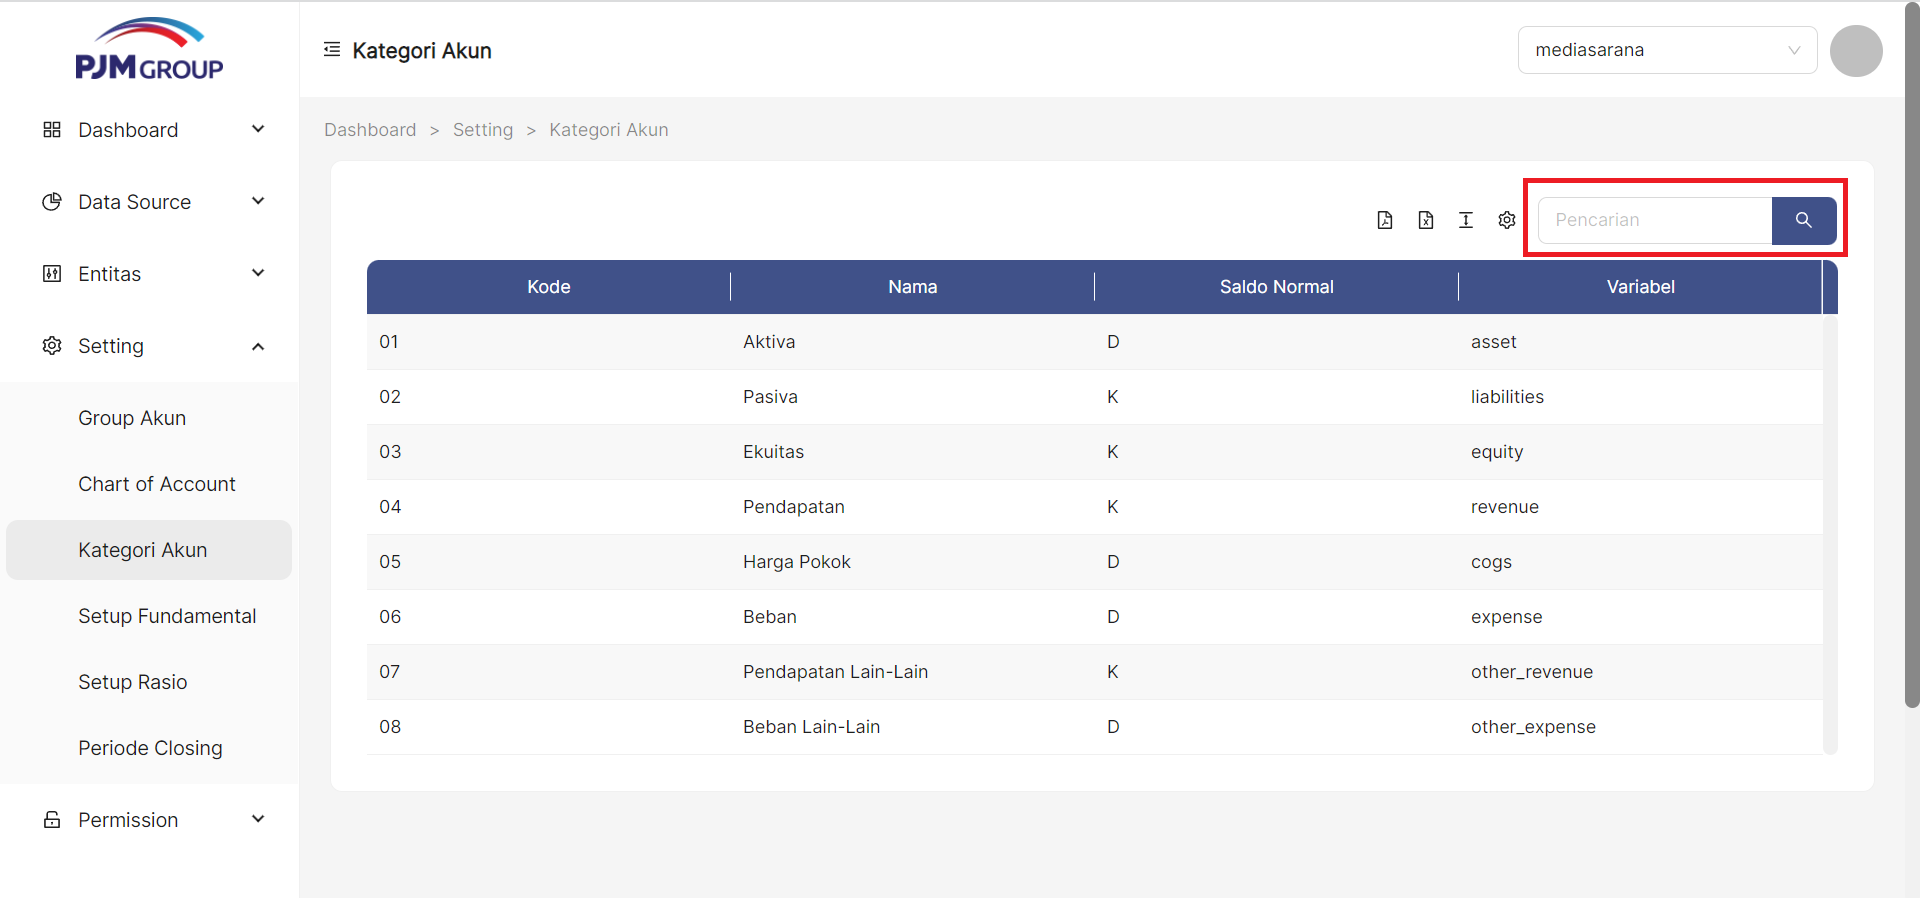 PJM GROUP
Kategori Akun
mediasarana
Dashboard
Data Source
Entitas
Setting
Group Akun
Chart of Account
Kategori Akun
Setup Fundamental
Setup Rasio
Periode Closing
Permission
Dashboard > Setting > Kategori Akun
Pencarian
Kode Nama Saldo Normal Variabel
01 Aktiva D asset
02 Pasiva K liabilities
03 Ekuitas K equity
04 Pendapatan K revenue
05 Harga Pokok D cogs
06 Beban D expense
07 Pendapatan Lain-Lain K other_revenue
08 Beban Lain-Lain D other_expense